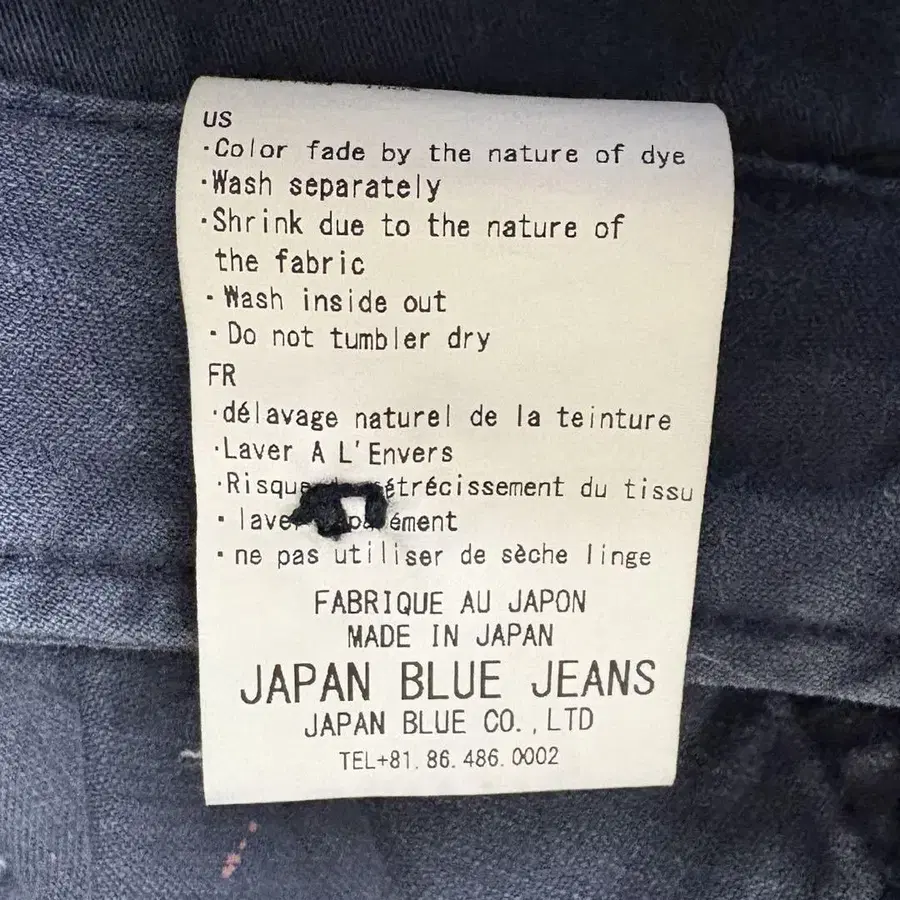 US
·Color fade by the nature of dye
·Wash separately
·Shrink due to the nature of
the fabric
·Wash inside out
·Do not tumbler dry
FR
·délavage naturel de la teinture
·Laver A L'Envers
·Risque étrécissement du tissu
·
·ne pas utiliser de sèche linge
FABRIQUE AU JAPON
MADE IN JAPAN
JAPAN BLUE JEANS
JAPAN BLUE CO.,LTD
TEL+81.86.486.0002